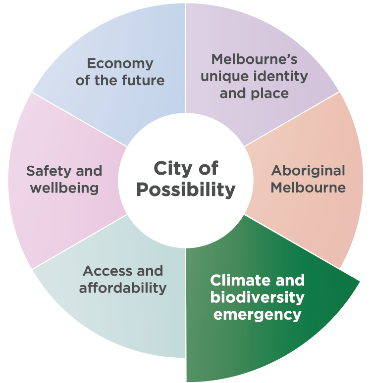 Economy
of the future
Melbourne's
unique identity
and place
Safety and
wellbeing
City of
Possibility
Aboriginal
Melbourne
Access and
affordability
Climate and
biodiversity
emergency